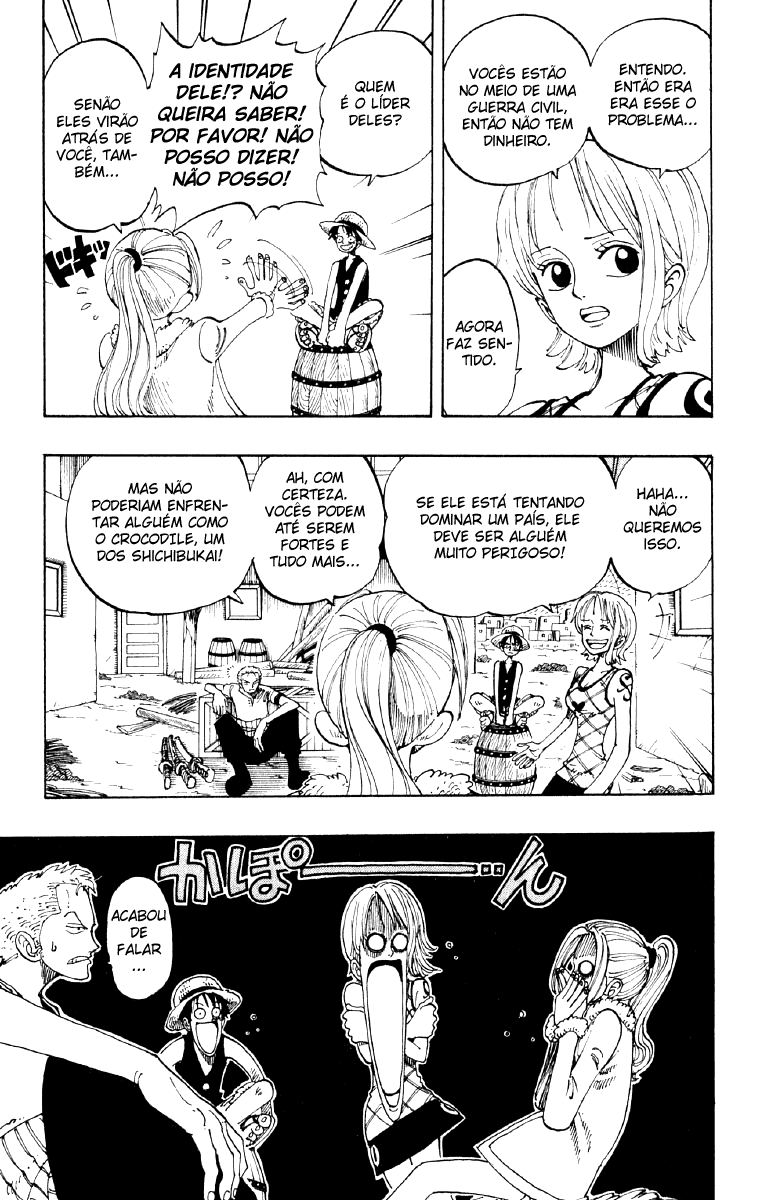 ENTENDO.
ENTÃO ERA
ERA ESSE O
PROBLEMA...
VOCÊS ESTÃO
NO MEIO DE UMA
GUERRA CIVIL,
ENTÃO NÃO TEM
DINHEIRO.
AGORA
FAZ SEN-
TIDO.
QUEM
É O LÍDER
DELES?
A IDENTIDADE
DELE!? NÃO
QUEIRA SABER!
POR FAVOR! NÃO
POSSO DIZER!
NÃO POSSO!
SENÃO
ELES VIRÃO
ATRÁS DE
VOCÊ, TAM-
BÉM...
ドキッ
HAHA...
NÃO
QUEREMOS
ISSO.
SE ELE ESTÁ TENTANDO
DOMINAR UM PAÍS, ELE
DEVE SER ALGUÉM
MUITO PERIGOSO!
AH, COM
CERTEZA.
VOCÊS PODEM
ATÉ SEREM
FORTES E
TUDO MAIS...
MAS NÃO
PODERIAM ENFREN-
TAR ALGUÉM COMO
O CROCODILE, UM
DOS SHICHIBUKAI!
かぽーん
ACABOU
DE
FALAR
...